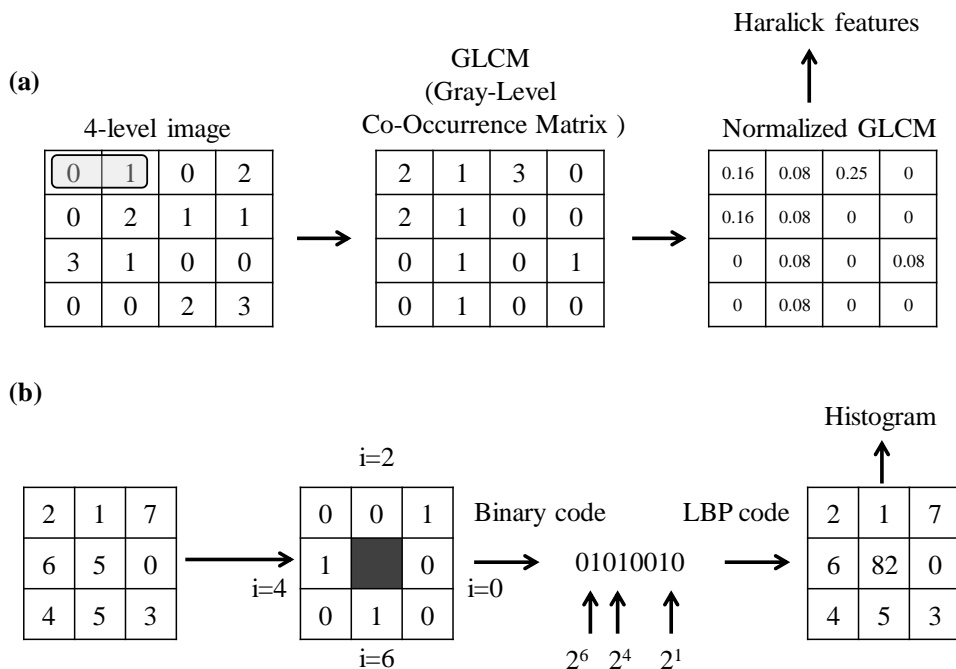 (a)
4-level image
0 1 0 2
0 2 1 1
3 1 0 0
0 0 2 3
GLCM
(Gray-Level
Co-Occurrence Matrix )
2 1 3 0
2 1 0 0
0 1 0 1
0 1 0 0
Haralick features
Normalized GLCM
0.16 0.08 0.25 0
0.16 0.08 0 0
0 0.08 0 0.08
0 0.08 0 0
(b)
2 1 7
6 5 0
4 5 3
i=2
0 0 1
1 0
0 1 0
i=4
i=0
i=6
Binary code
01010010
2⁶ 2⁴ 2¹
LBP code
Histogram
2 1 7
6 82 0
4 5 3